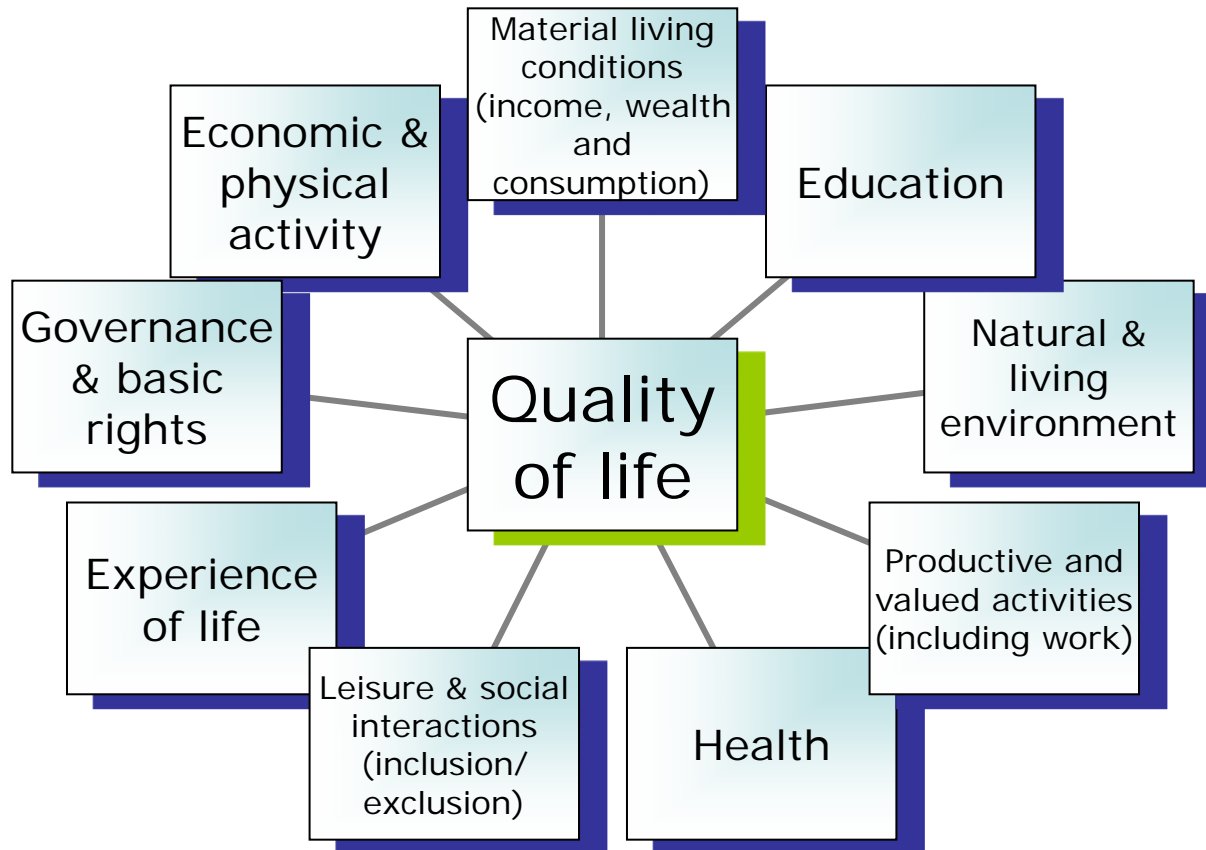 Material living
conditions
(income, wealth
and
consumption)
Education
Natural &
living
environment
Productive and
valued activities
(including work)
Health
Leisure & social
interactions
(inclusion/
exclusion)
Experience
of life
Governance
& basic
rights
Economic &
physical
activity
Quality
of life